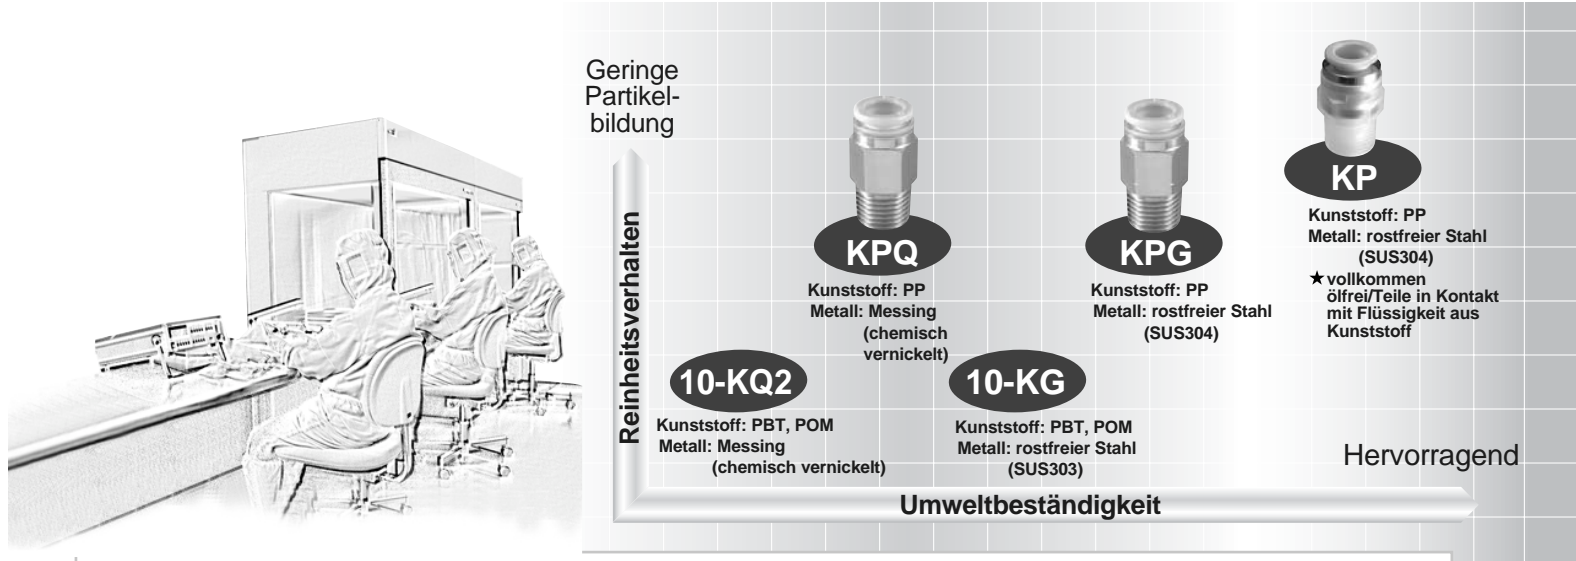 Geringe
Partikel-
bildung
Reinheitsverhalten
KP
Kunststoff: PP
Metall: rostfreier Stahl
(SUS304)
★vollkommen
ölfrei/Teile in Kontakt
mit Flüssigkeit aus
Kunststoff
KPQ
Kunststoff: PP
Metall: Messing
(chemisch
vernickelt)
KPG
Kunststoff: PP
Metall: rostfreier Stahl
(SUS304)
10-KQ2
Kunststoff: PBT, POM
Metall: Messing
(chemisch vernickelt)
10-KG
Kunststoff: PBT, POM
Metall: rostfreier Stahl
(SUS303)
Hervorragend
Umweltbeständigkeit